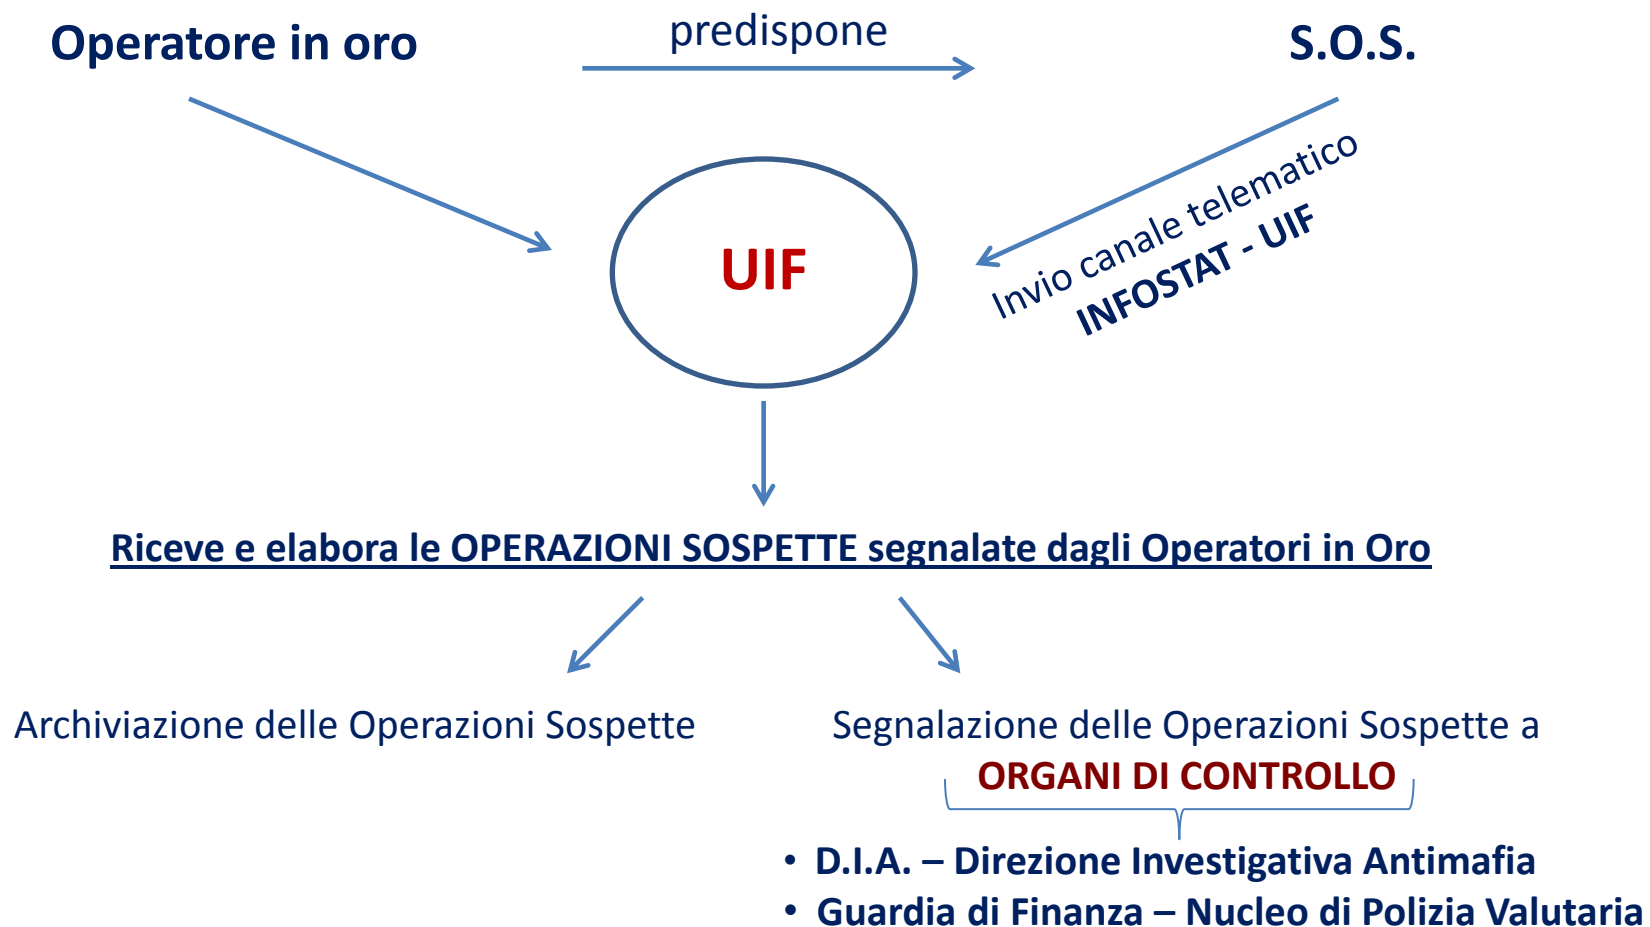 Operatore in oro
predispone
S.O.S.
UIF
Invio canale telematico
INFOSTAT - UIF
Riceve e elabora le OPERAZIONI SOSPETTE segnalate dagli Operatori in Oro
Archiviazione delle Operazioni Sospette
Segnalazione delle Operazioni Sospette a
ORGANI DI CONTROLLO
• D.I.A. – Direzione Investigativa Antimafia
• Guardia di Finanza – Nucleo di Polizia Valutaria